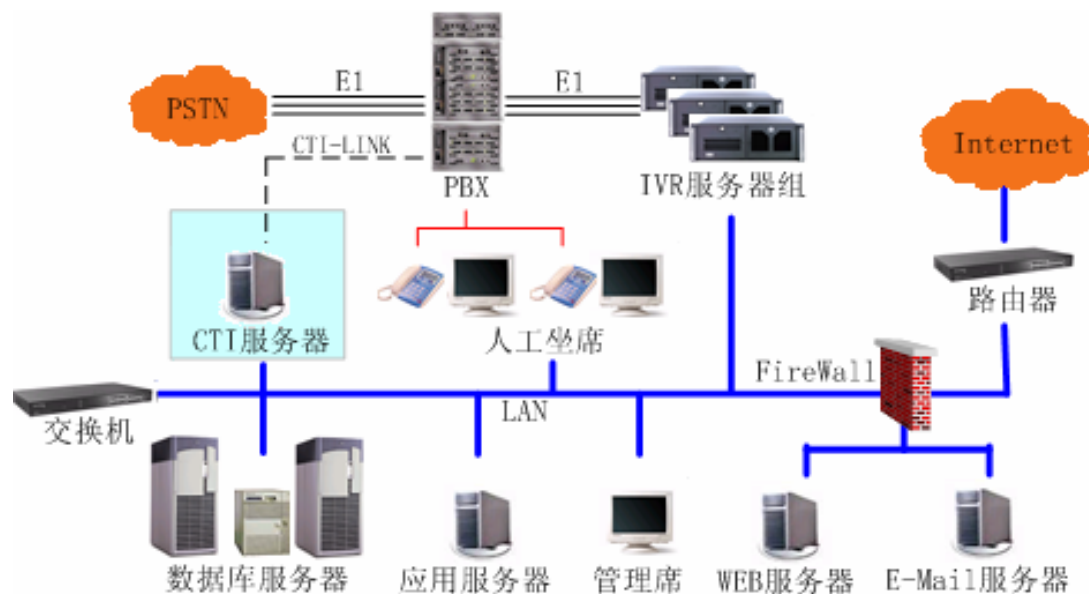 E1
E1
PSTN
CTI-LINK
PBX
IVR服务器组
Internet
CTI服务器
人工坐席
路由器
FireWall
LAN
交换机
数据库服务器
应用服务器
管理席
WEB服务器
E-Mail服务器